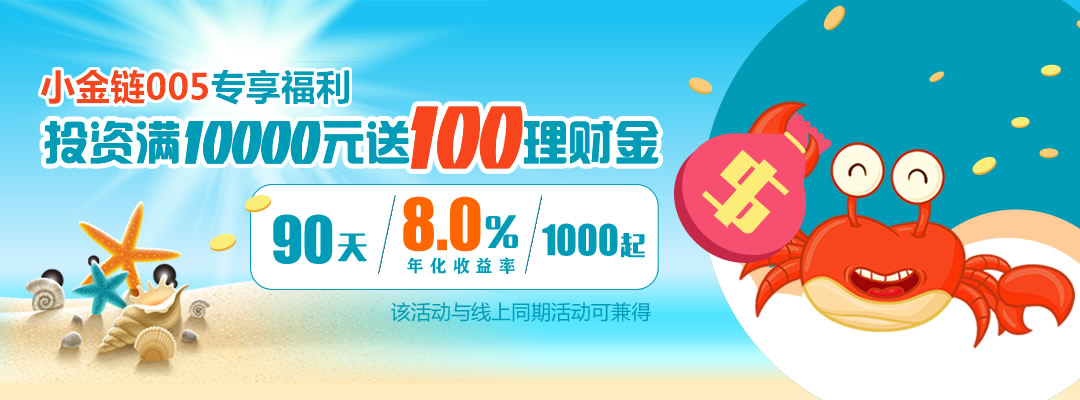 小金链005专享福利
投资满10000元送100理财金
90天/8.0%/1000起
年化收益率
该活动与线上同期活动可兼得